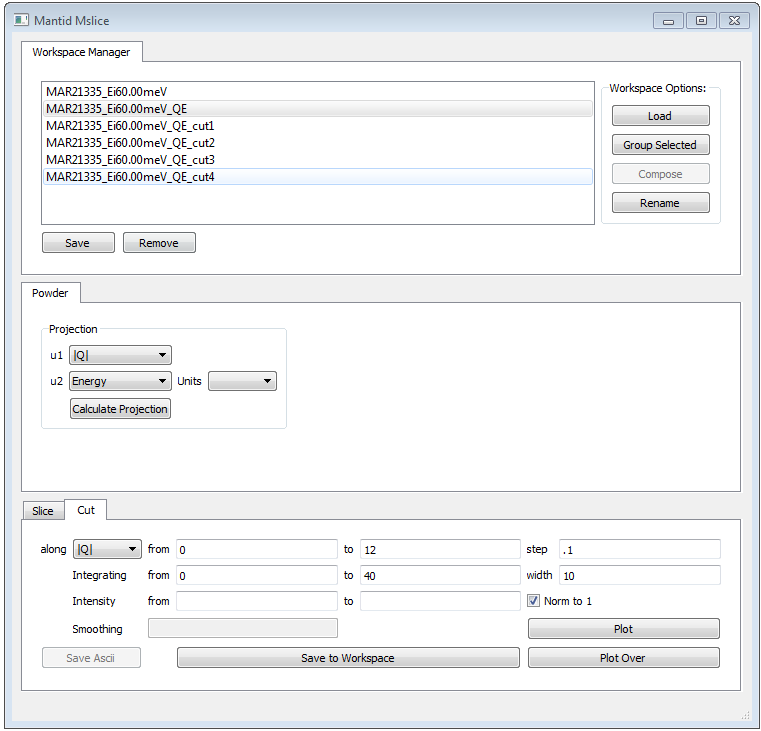 Mantid Mslice
Workspace Manager
MAR21335_Ei60.00meV
MAR21335_Ei60.00meV_QE
MAR21335_Ei60.00meV_QE_cut1
MAR21335_Ei60.00meV_QE_cut2
MAR21335_Ei60.00meV_QE_cut3
MAR21335_Ei60.00meV_QE_cut4
Workspace Options:
Load
Group Selected
Compose
Rename
Save Remove
Powder
Projection
u1 |Q|
u2 Energy Units
Calculate Projection
Slice Cut
along |Q| from 0 to 12 step .1
Integrating from 0 to 40 width 10
Intensity from to Norm to 1
Smoothing Plot
Save Ascii Save to Workspace Plot Over